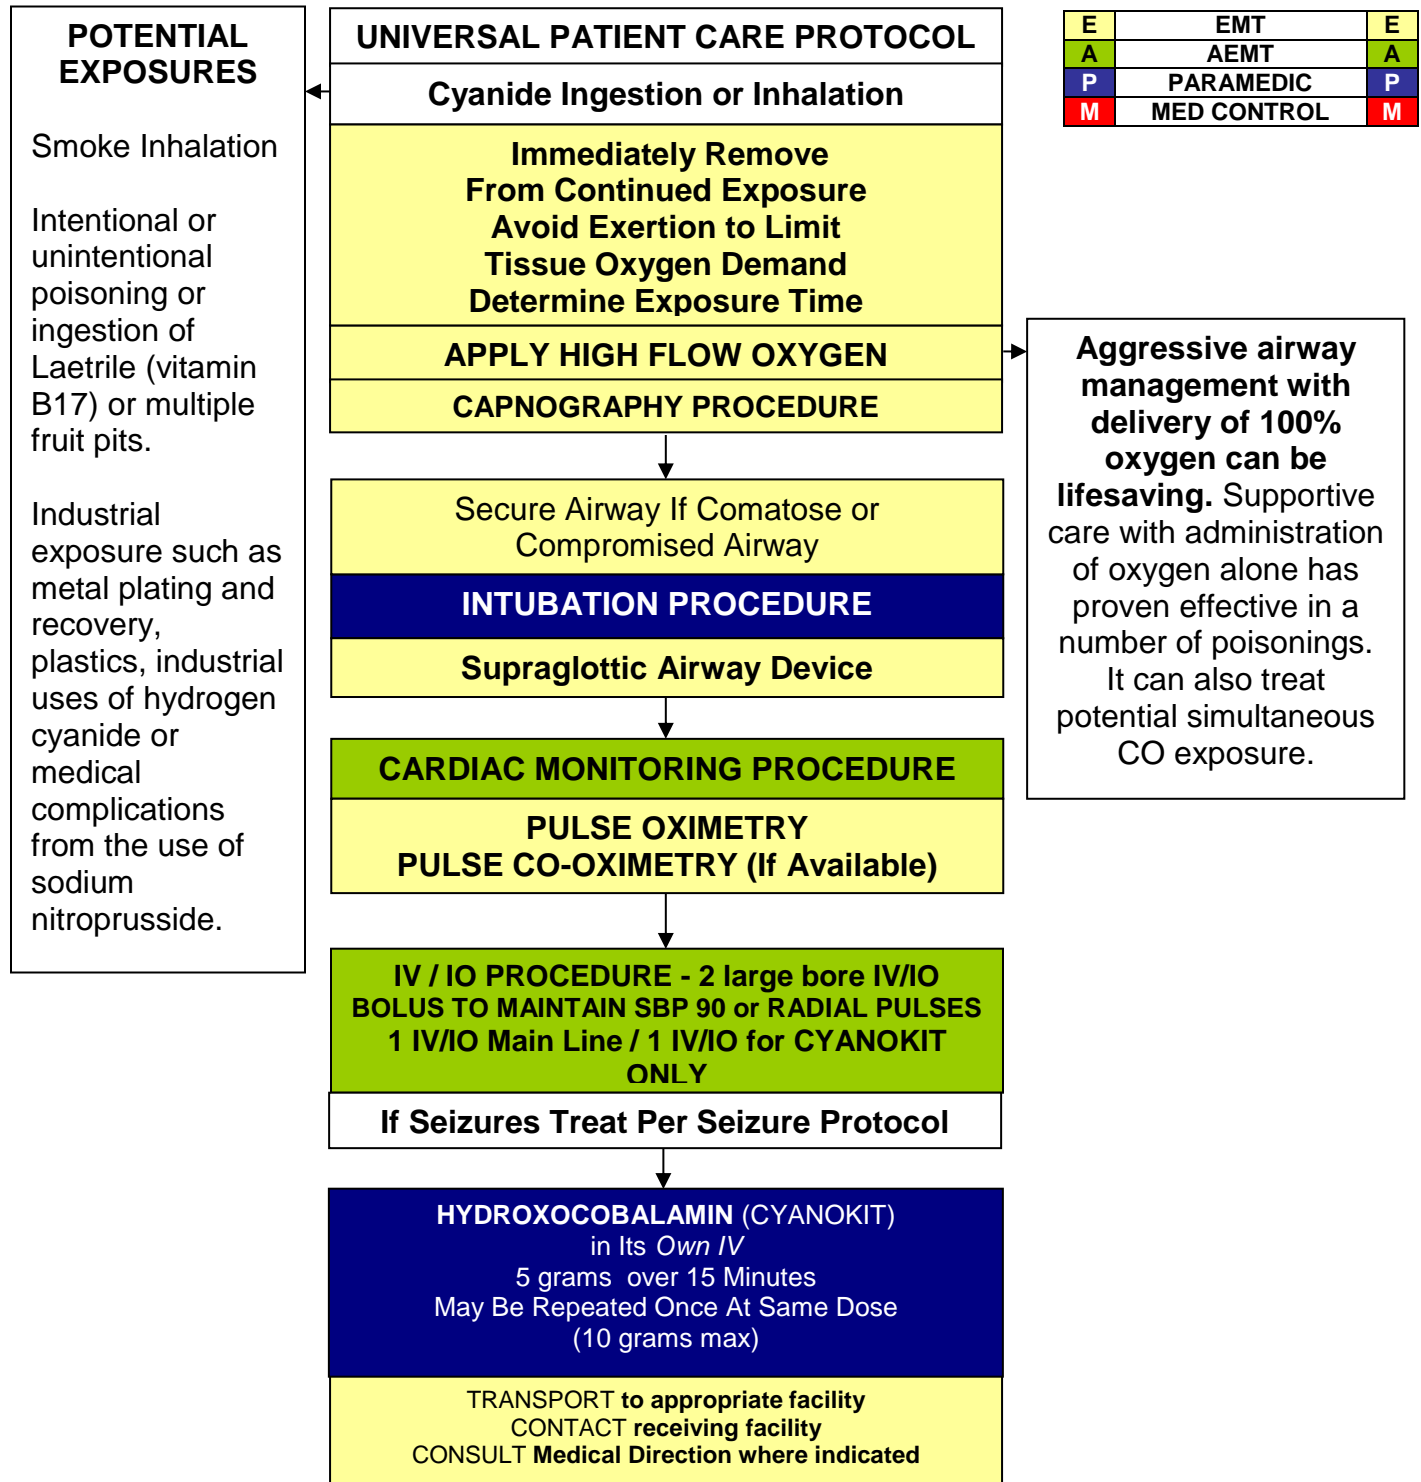 POTENTIAL
EXPOSURES
Smoke Inhalation
Intentional or
unintentional
poisoning or
ingestion of
Laetrile (vitamin
B17) or multiple
fruit pits.
Industrial
exposure such as
metal plating and
recovery,
plastics, industrial
uses of hydrogen
cyanide or
medical
complications
from the use of
sodium
nitroprusside.
UNIVERSAL PATIENT CARE PROTOCOL
Cyanide Ingestion or Inhalation
Immediately Remove
From Continued Exposure
Avoid Exertion to Limit
Tissue Oxygen Demand
Determine Exposure Time
APPLY HIGH FLOW OXYGEN
CAPNOGRAPHY PROCEDURE
Secure Airway If Comatose or
Compromised Airway
INTUBATION PROCEDURE
Supraglottic Airway Device
CARDIAC MONITORING PROCEDURE
PULSE OXIMETRY
PULSE CO-OXIMETRY (If Available)
IV / IO PROCEDURE - 2 large bore IV/IO
BOLUS TO MAINTAIN SBP 90 or RADIAL PULSES
1 IV/IO Main Line / 1 IV/IO for CYANOKIT
ONLY
If Seizures Treat Per Seizure Protocol
HYDROXOCOBALAMIN (CYANOKIT)
in Its Own IV
5 grams over 15 Minutes
May Be Repeated Once At Same Dose
(10 grams max)
TRANSPORT to appropriate facility
CONTACT receiving facility
CONSULT Medical Direction where indicated
E EMT E
A AEMT A
P PARAMEDIC P
M MED CONTROL M
Aggressive airway
management with
delivery of 100%
oxygen can be
lifesaving. Supportive
care with administration
of oxygen alone has
proven effective in a
number of poisonings.
It can also treat
potential simultaneous
CO exposure.